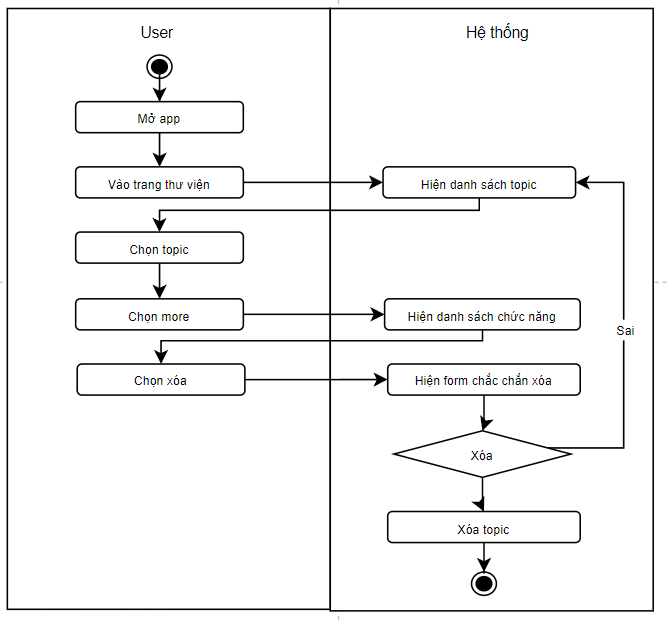 User
Hệ thống
Mở app
Vào trang thư viện
Hiện danh sách topic
Chọn topic
Chọn more
Hiện danh sách chức năng
Sai
Chọn xóa
Hiện form chắc chắn xóa
Xóa
Xóa topic